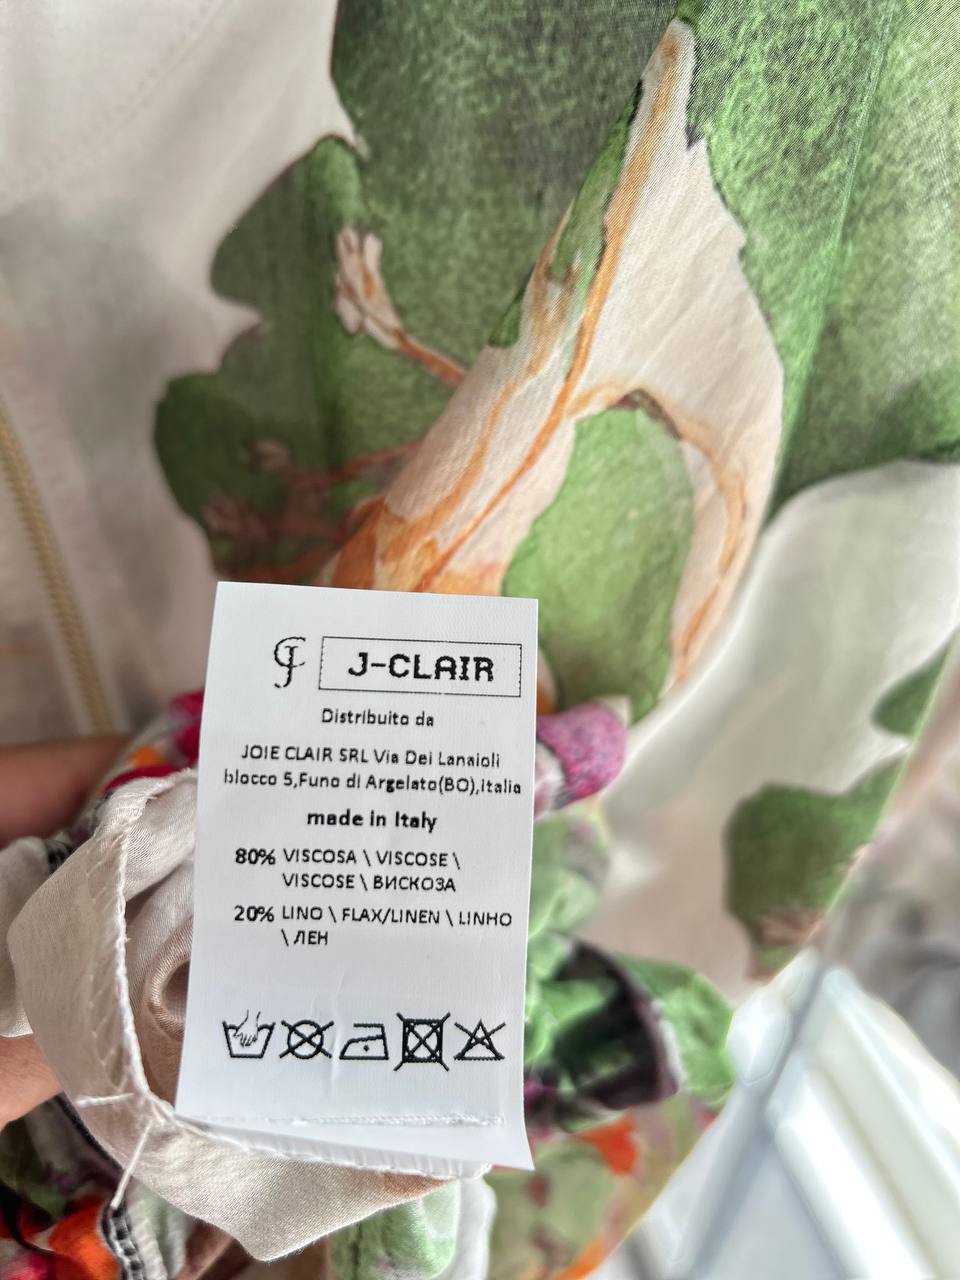 J-CLAIR
Distribuito da
JOIE CLAIR SRL Via Dei Lanaioli
blocco 5,Funo di Argelato(BO),Italia
made in Italy
80% VISCOSA \ VISCOSE \
VISCOSE \ ВИСКОЗА
20% LINO \ FLAX/LINEN \ LINHO
\ ЛЕН